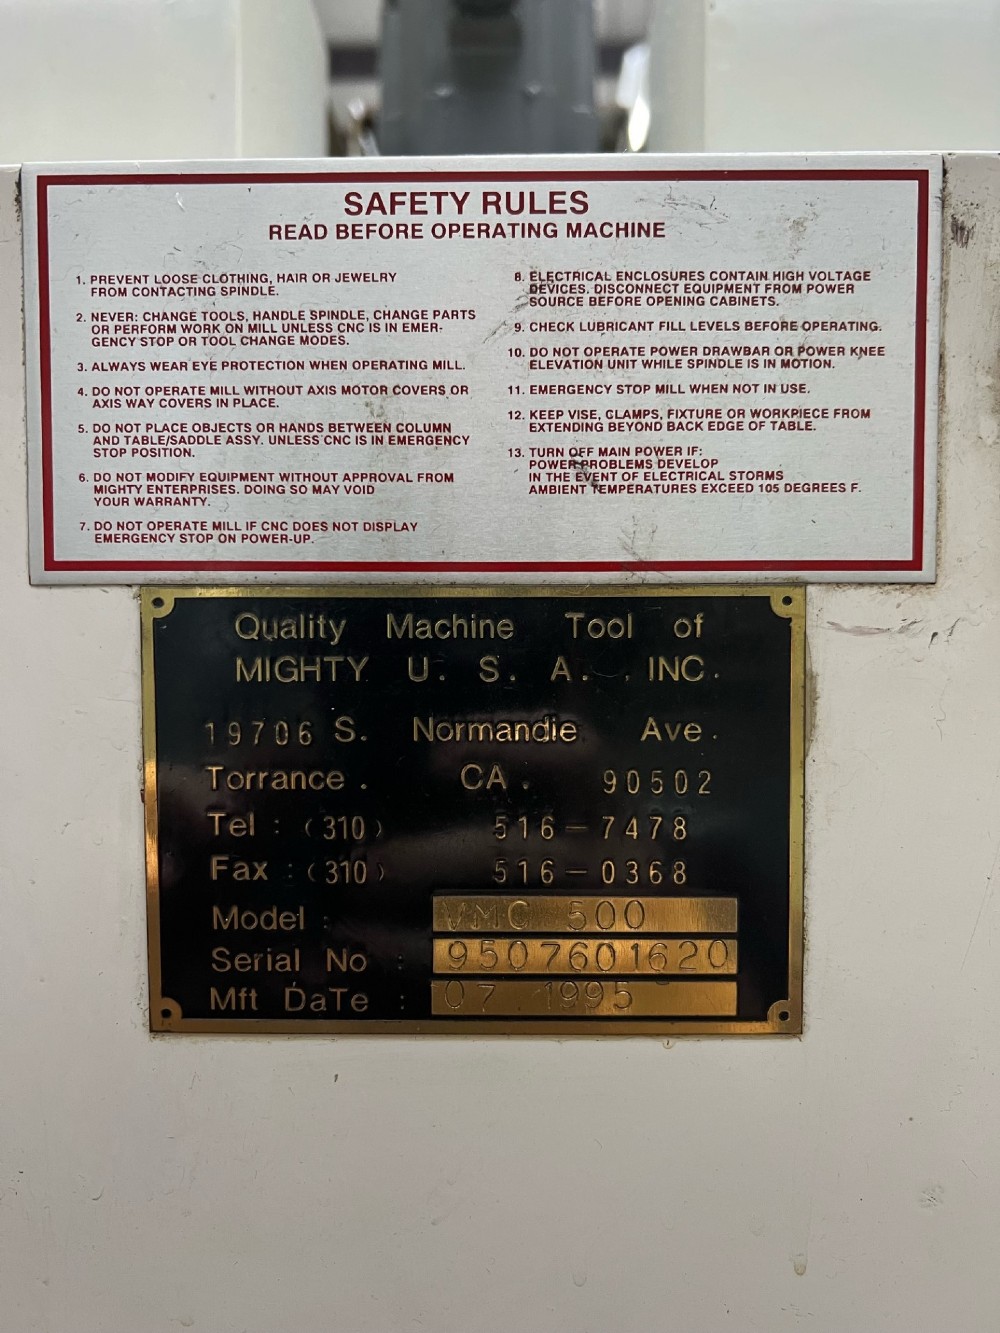 SAFETY RULES
READ BEFORE OPERATING MACHINE
1. PREVENT LOOSE CLOTHING, HAIR OR JEWELRY
FROM CONTACTING SPINDLE.
2. NEVER: CHANGE TOOLS, HANDLE SPINDLE, CHANGE PARTS
OR PERFORM WORK ON MILL UNLESS CNC IS IN EMER-
GENCY STOP OR TOOL CHANGE MODES.
3. ALWAYS WEAR EYE PROTECTION WHEN OPERATING MILL.
4. DO NOT OPERATE MILL WITHOUT AXIS MOTOR COVERS OR
AXIS WAY COVERS IN PLACE.
5. DO NOT PLACE OBJECTS OR HANDS BETWEEN COLUMN
AND TABLE/SADDLE ASSY. UNLESS CNC IS IN EMERGENCY
STOP POSITION.
6. DO NOT MODIFY EQUIPMENT WITHOUT APPROVAL FROM
MIGHTY ENTERPRISES. DOING SO MAY VOID
YOUR WARRANTY.
7. DO NOT OPERATE MILL IF CNC DOES NOT DISPLAY
EMERGENCY STOP ON POWER-UP.
8. ELECTRICAL ENCLOSURES CONTAIN HIGH VOLTAGE
DEVICES. DISCONNECT EQUIPMENT FROM POWER
SOURCE BEFORE OPENING CABINETS.
9. CHECK LUBRICANT FILL LEVELS BEFORE OPERATING.
10. DO NOT OPERATE POWER DRAWBAR OR POWER KNEE
ELEVATION UNIT WHILE SPINDLE IS IN MOTION.
11. EMERGENCY STOP MILL WHEN NOT IN USE.
12. KEEP VISE, CLAMPS, FIXTURE OR WORKPIECE FROM
EXTENDING BEYOND BACK EDGE OF TABLE.
13. TURN OFF MAIN POWER IF:
POWER PROBLEMS DEVELOP
IN THE EVENT OF ELECTRICAL STORMS
AMBIENT TEMPERATURES EXCEED 105 DEGREES F.
Quality Machine Tool of
MIGHTY U. S. A. , INC.
19706 S. Normandie Ave.
Torrance. CA. 90502
Tel : (310) 516-7478
Fax : (310) 516-0368
Model : VMC 500
Serial No : 9507601620
Mft DaTe : 07.1995